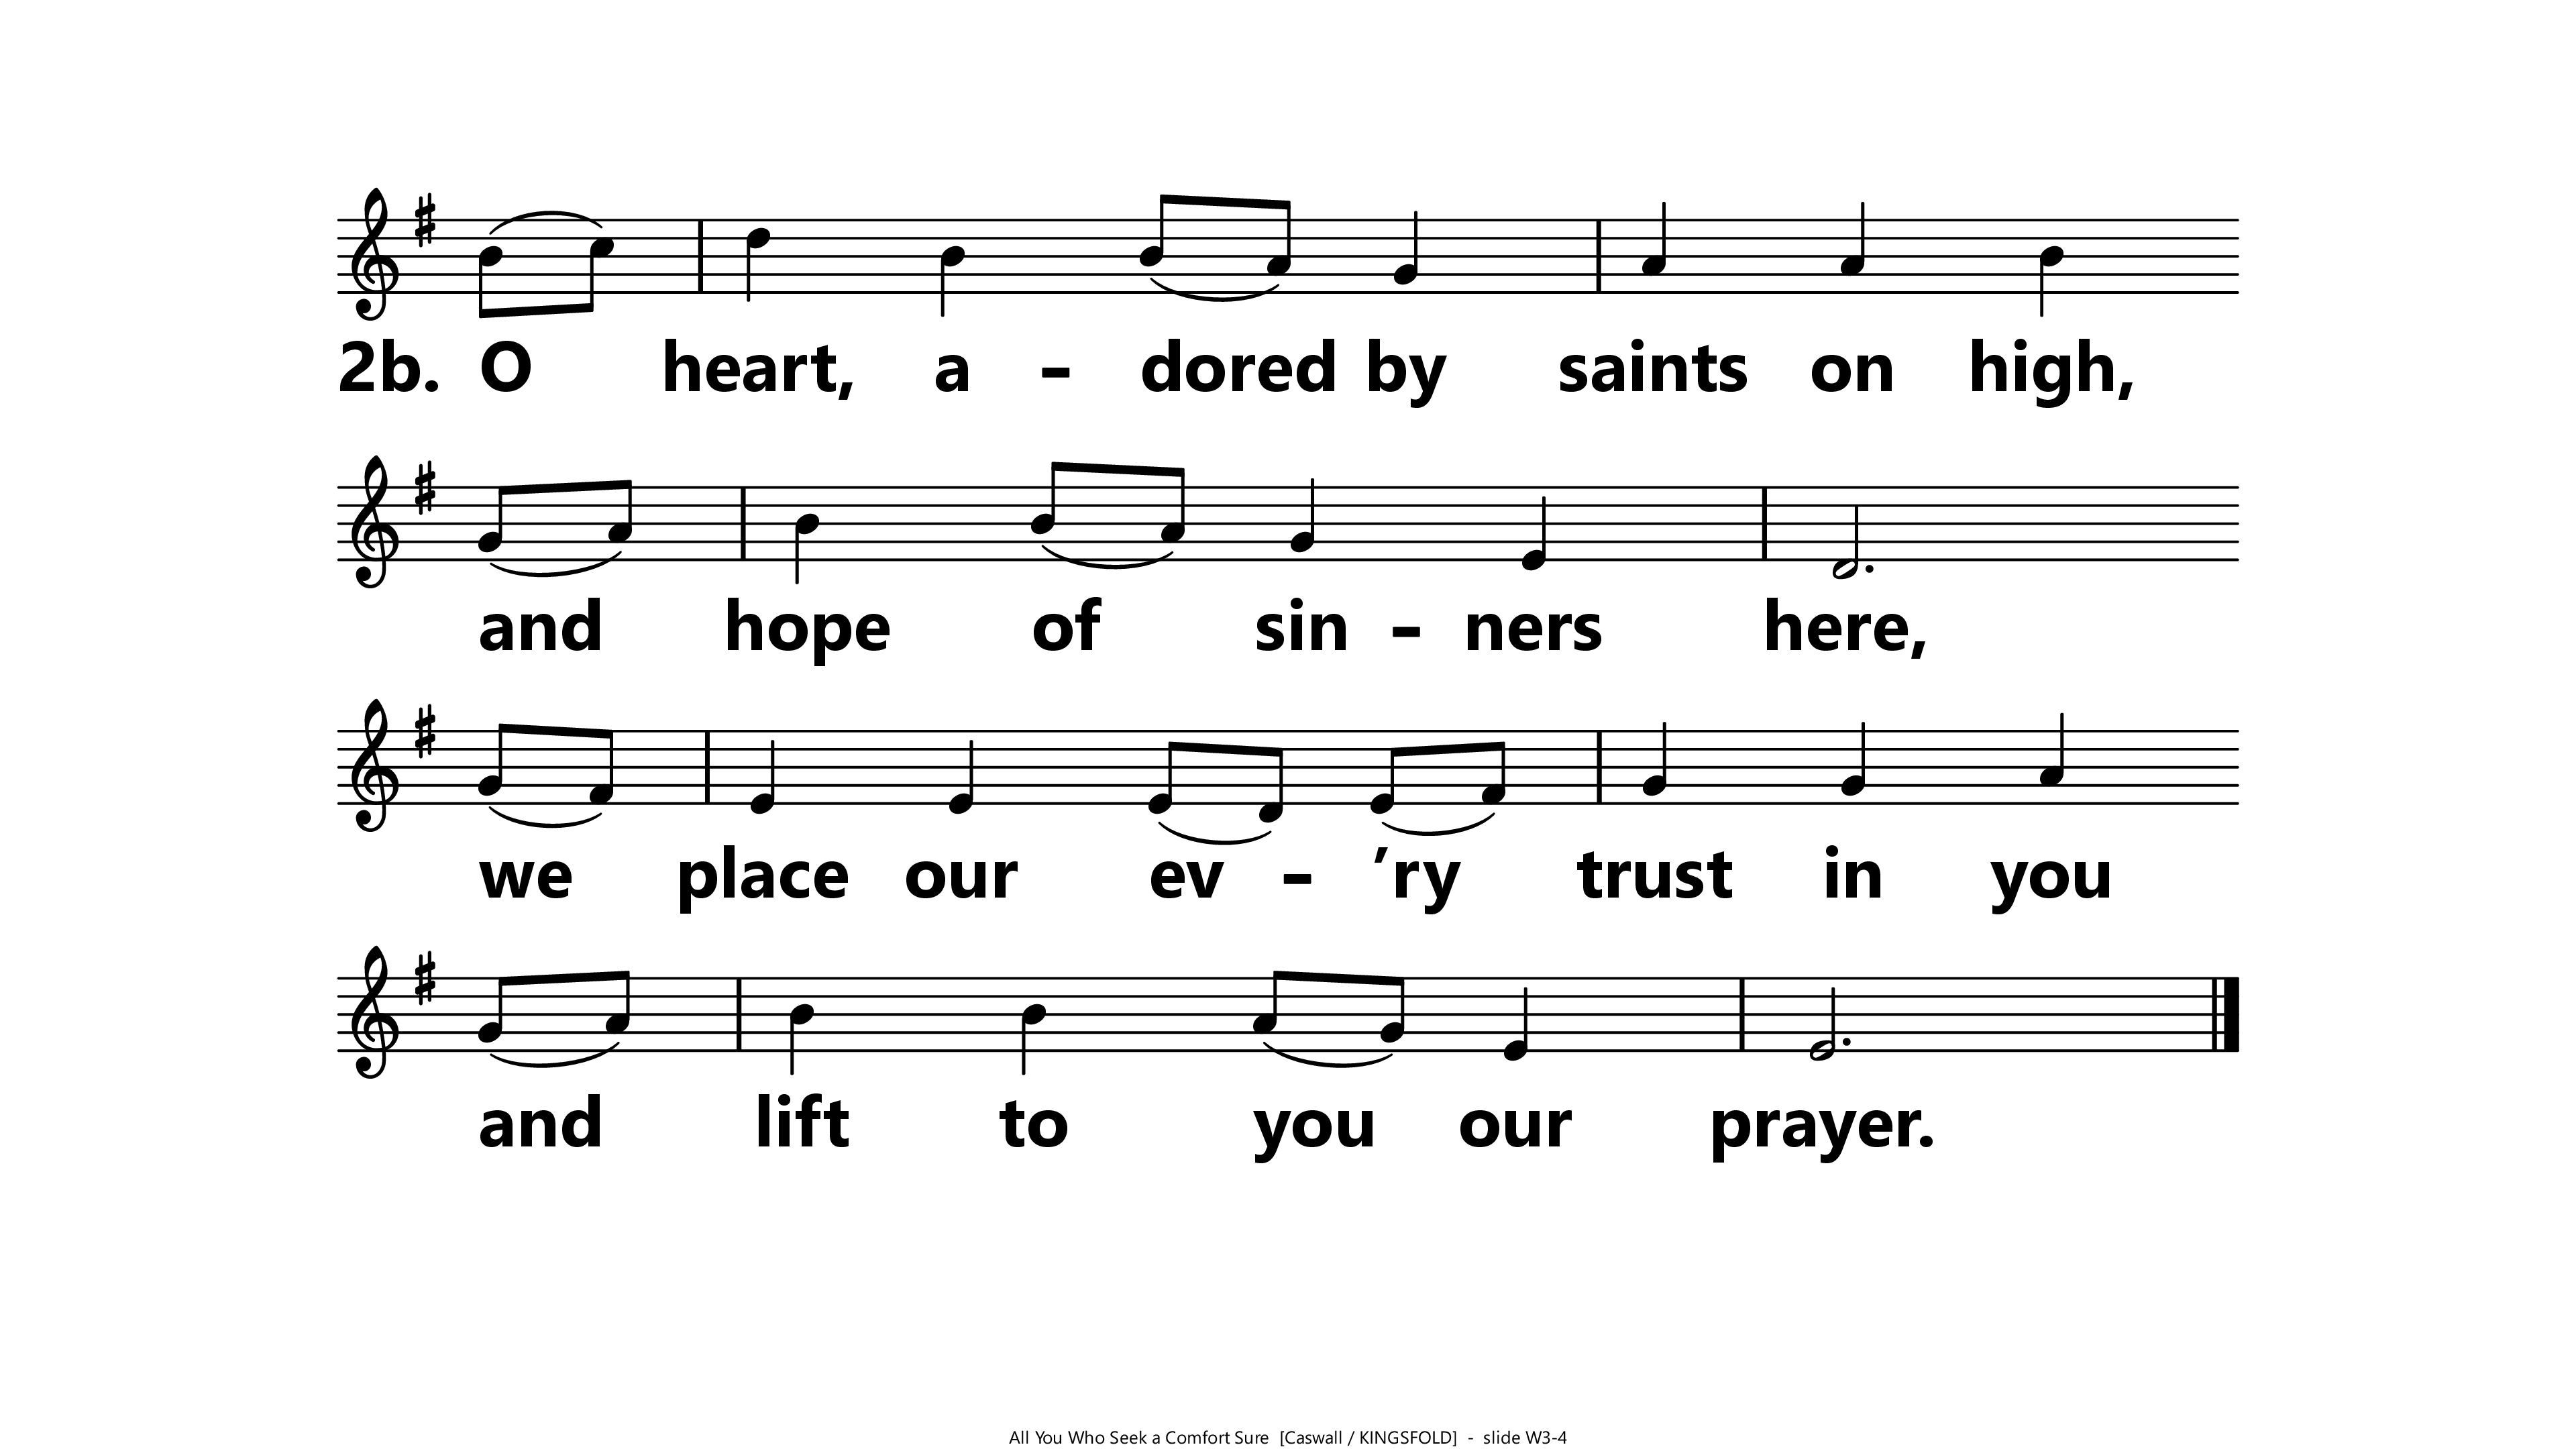 2b. O heart, a - dored by saints on high,
and hope of sin - ners here,
we place our ev - ’ry trust in you
and lift to you our prayer.
All You Who Seek a Comfort Sure [Caswall / KINGSFOLD] - slide W3-4